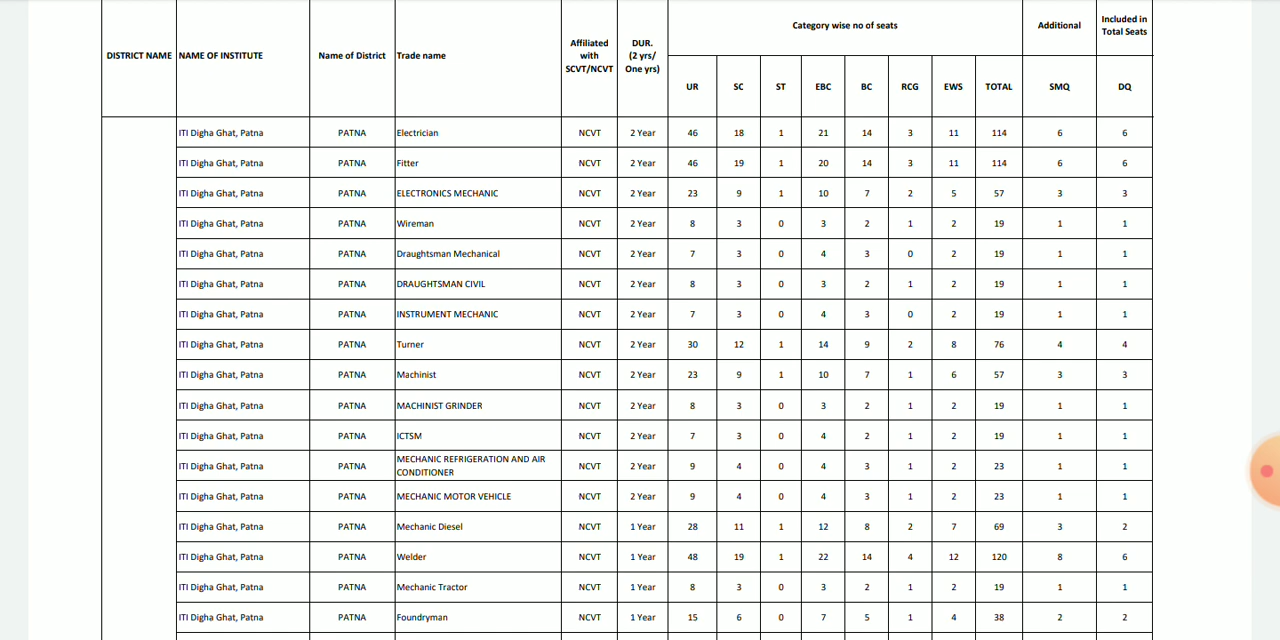 DISTRICT NAME NAME OF INSTITUTE Name of District Trade name Affiliated with SCVT/NCVT DUR. (2 yrs/ One yrs) Category wise no of seats Additional Included in Total Seats
UR SC ST EBC BC RCG EWS TOTAL SMQ DQ
ITI Digha Ghat, Patna PATNA Electrician NCVT 2 Year 46 18 1 21 14 3 11 114 6 6
ITI Digha Ghat, Patna PATNA Fitter NCVT 2 Year 46 19 1 20 14 3 11 114 6 6
ITI Digha Ghat, Patna PATNA ELECTRONICS MECHANIC NCVT 2 Year 23 9 1 10 7 2 5 57 3 3
ITI Digha Ghat, Patna PATNA Wireman NCVT 2 Year 8 3 0 3 2 1 2 19 1 1
ITI Digha Ghat, Patna PATNA Draughtsman Mechanical NCVT 2 Year 7 3 0 4 3 0 2 19 1 1
ITI Digha Ghat, Patna PATNA DRAUGHTSMAN CIVIL NCVT 2 Year 8 3 0 3 2 1 2 19 1 1
ITI Digha Ghat, Patna PATNA INSTRUMENT MECHANIC NCVT 2 Year 7 3 0 4 3 0 2 19 1 1
ITI Digha Ghat, Patna PATNA Turner NCVT 2 Year 30 12 1 14 9 2 8 76 4 4
ITI Digha Ghat, Patna PATNA Machinist NCVT 2 Year 23 9 1 10 7 1 6 57 3 3
ITI Digha Ghat, Patna PATNA MACHINIST GRINDER NCVT 2 Year 8 3 0 3 2 1 2 19 1 1
ITI Digha Ghat, Patna PATNA ICTSM NCVT 2 Year 7 3 0 4 2 1 2 19 1 1
ITI Digha Ghat, Patna PATNA MECHANIC REFRIGERATION AND AIR CONDITIONER NCVT 2 Year 9 4 0 4 3 1 2 23 1 1
ITI Digha Ghat, Patna PATNA MECHANIC MOTOR VEHICLE NCVT 2 Year 9 4 0 4 3 1 2 23 1 1
ITI Digha Ghat, Patna PATNA Mechanic Diesel NCVT 1 Year 28 11 1 12 8 2 7 69 3 2
ITI Digha Ghat, Patna PATNA Welder NCVT 1 Year 48 19 1 22 14 4 12 120 8 6
ITI Digha Ghat, Patna PATNA Mechanic Tractor NCVT 1 Year 8 3 0 3 2 1 2 19 1 1
ITI Digha Ghat, Patna PATNA Foundryman NCVT 1 Year 15 6 0 7 5 1 4 38 2 2